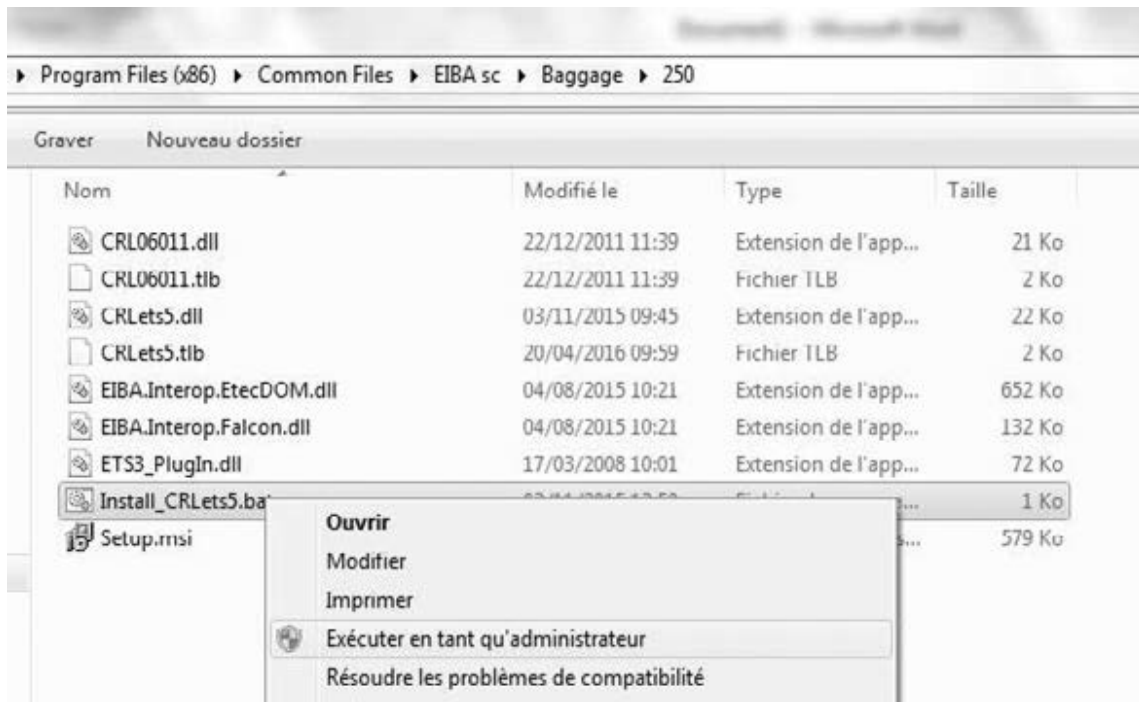 Program Files (x86) Common Files EIBA sc Baggage 250
Graver Nouveau dossier
Nom Modifié le Type Taille
CRL06011.dll 22/12/2011 11:39 Extension de l'app... 21 Ko
CRL06011.tlb 22/12/2011 11:39 Fichier TLB 2 Ko
CRLets5.dll 03/11/2015 09:45 Extension de l'app... 22 Ko
CRLets5.tlb 20/04/2016 09:59 Fichier TLB 2 Ko
EIBA.Interop.EtecDOM.dll 04/08/2015 10:21 Extension de l'app... 652 Ko
EIBA.Interop.Falcon.dll 04/08/2015 10:21 Extension de l'app... 132 Ko
ETS3_PlugIn.dll 17/03/2008 10:01 Extension de l'app... 72 Ko
Install_CRLets5.bat 1 Ko
Setup.msi 579 Ko
Ouvrir
Modifier
Imprimer
Exécuter en tant qu'administrateur
Résoudre les problèmes de compatibilité